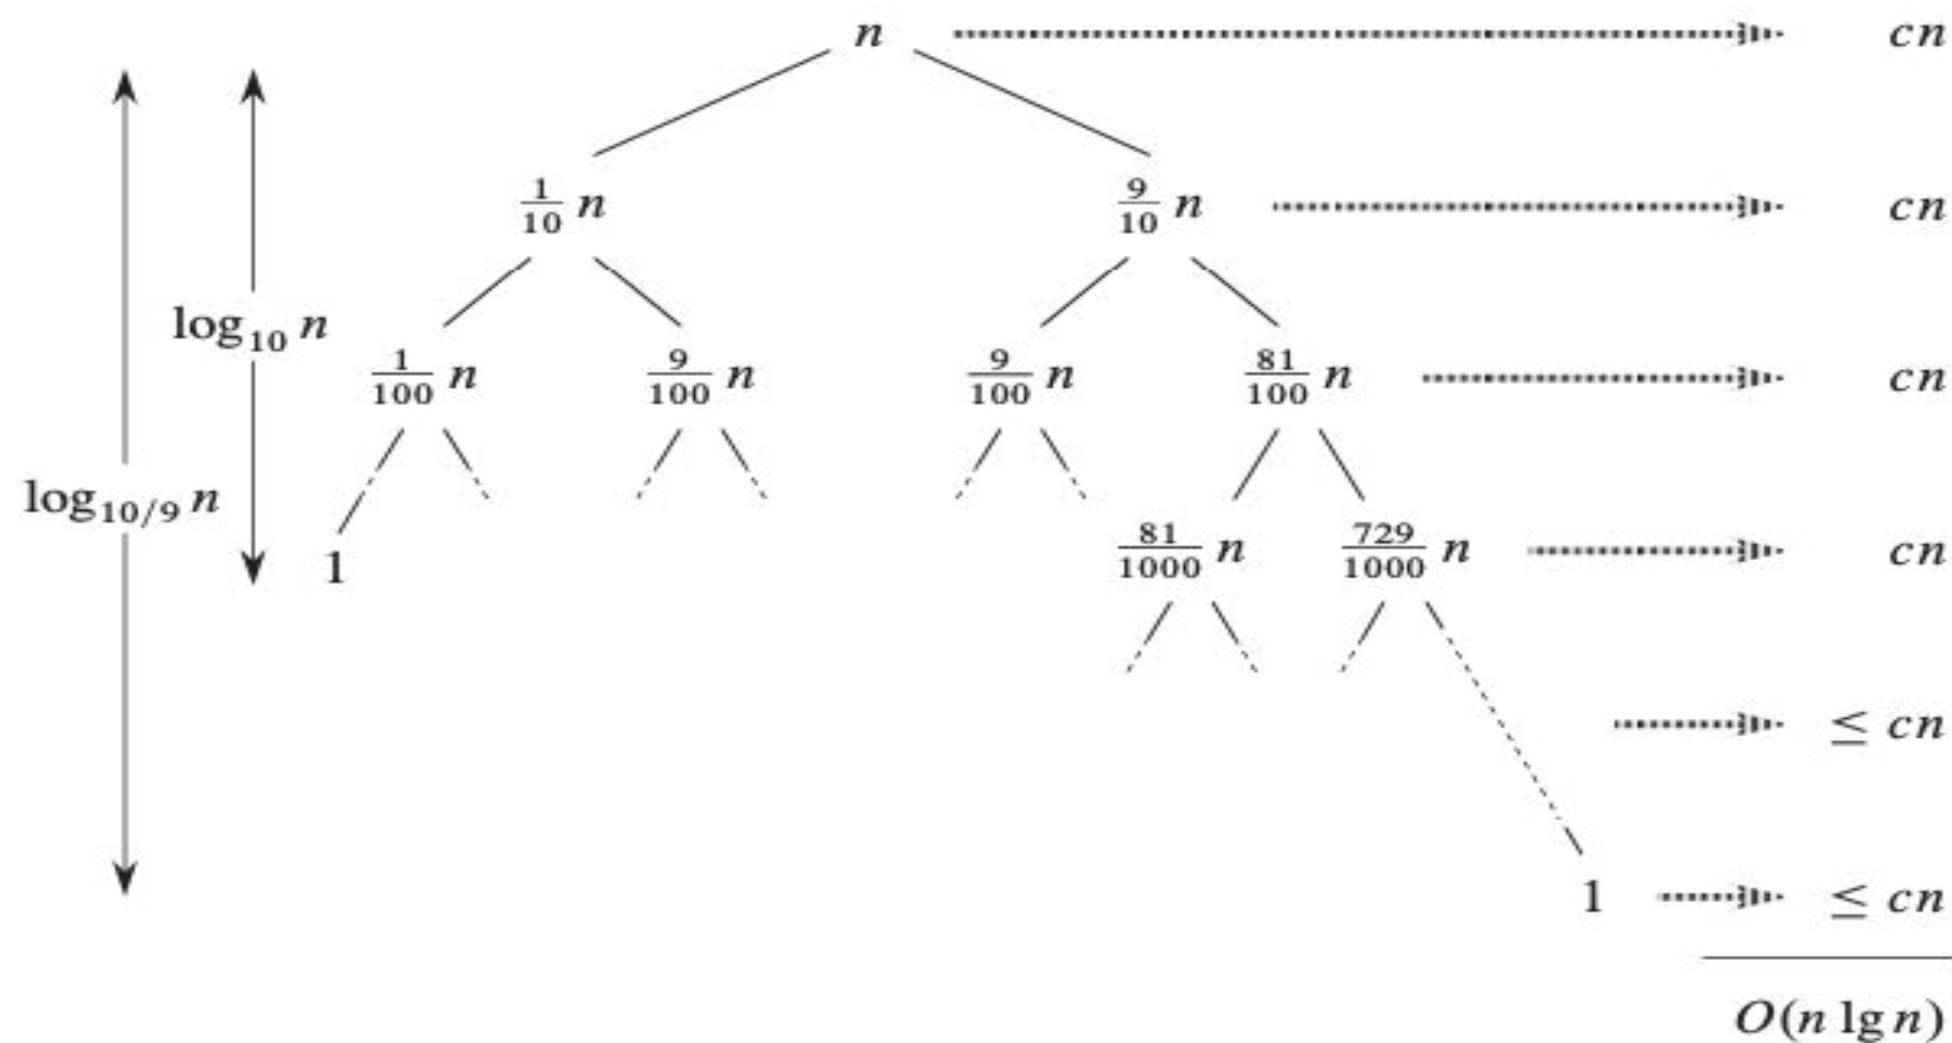 n cn
1/10 n 9/10 n cn
log₁₀ n
1/100 n 9/100 n 9/100 n 81/100 n cn
log₁₀/₉ n
1 81/1000 n 729/1000 n cn
≤ cn
1 ≤ cn
O(n lg n)